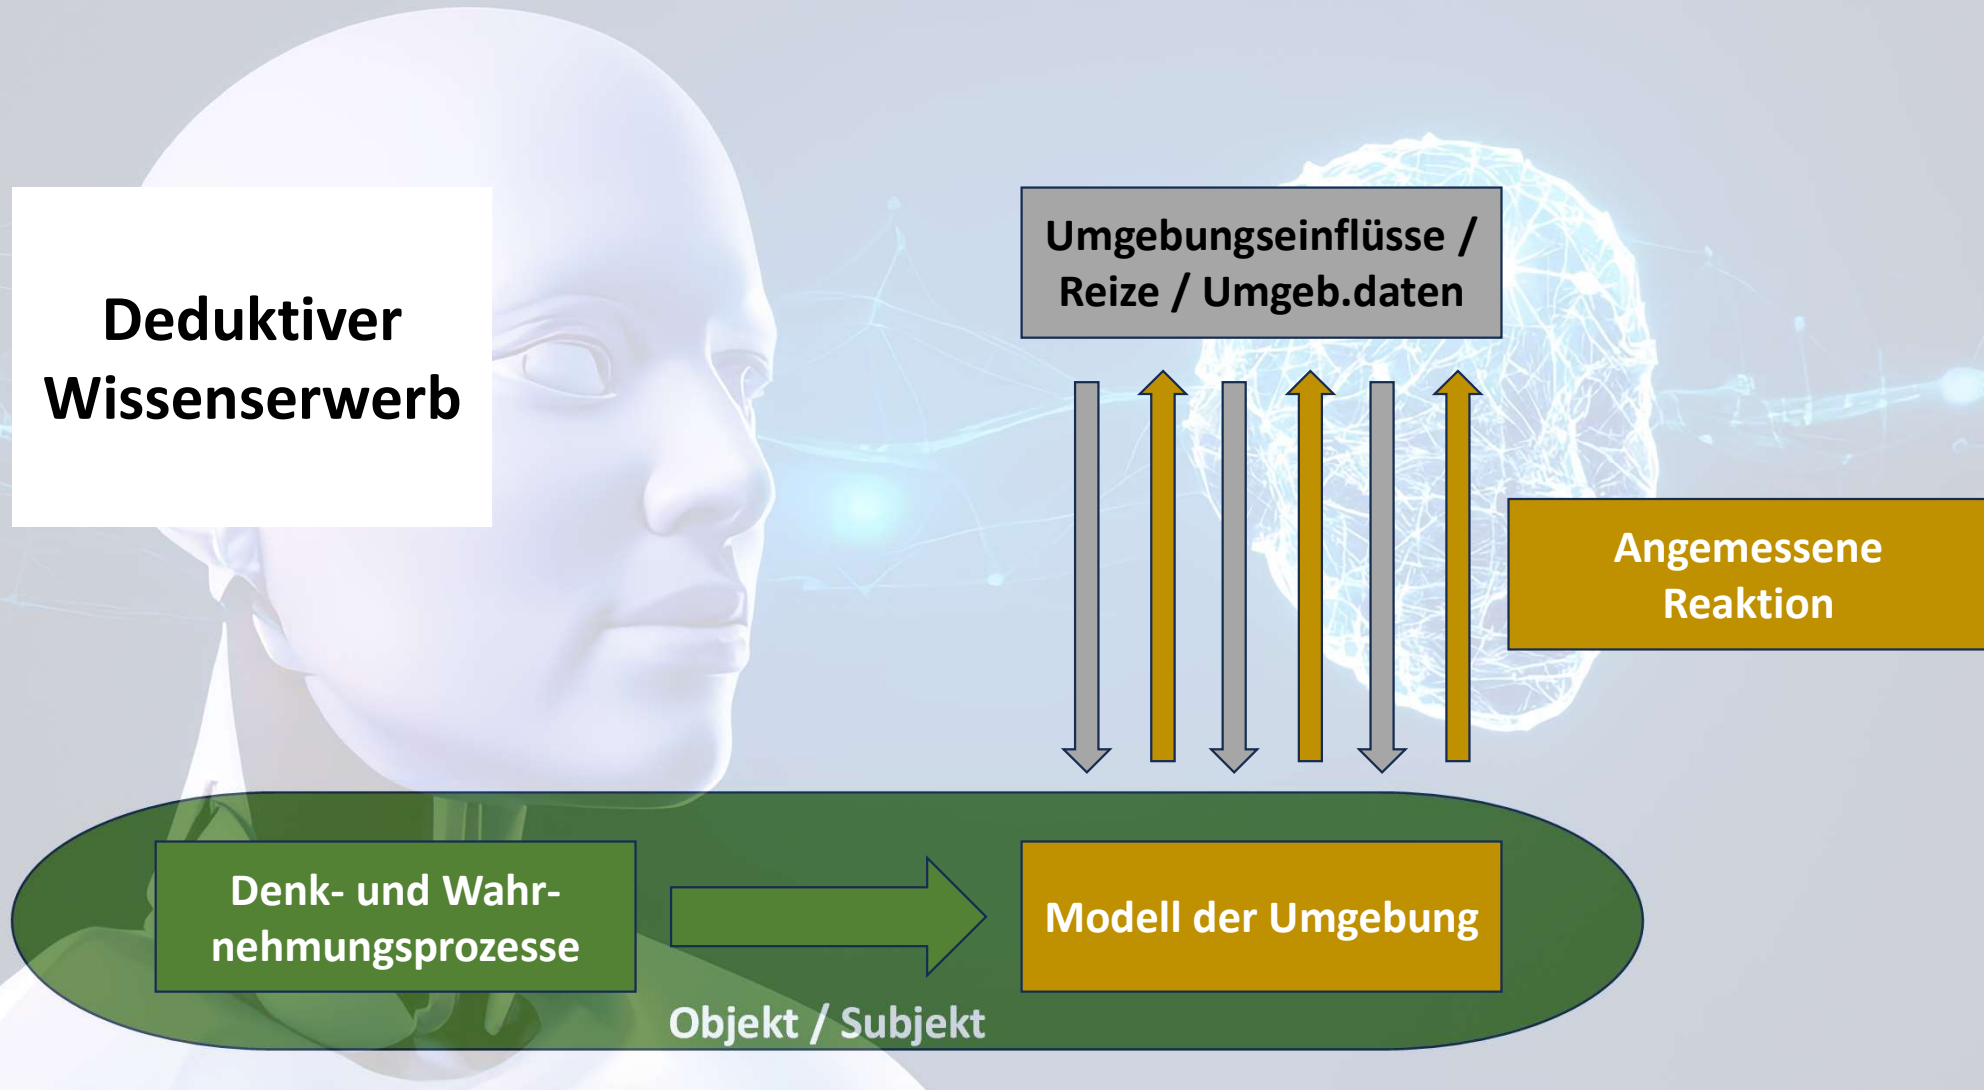 Deduktiver
Wissenserwerb
Umgebungseinflüsse /
Reize / Umgeb.daten
Angemessene
Reaktion
Denk- und Wahr-
nehmungsprozesse
Modell der Umgebung
Objekt / Subjekt